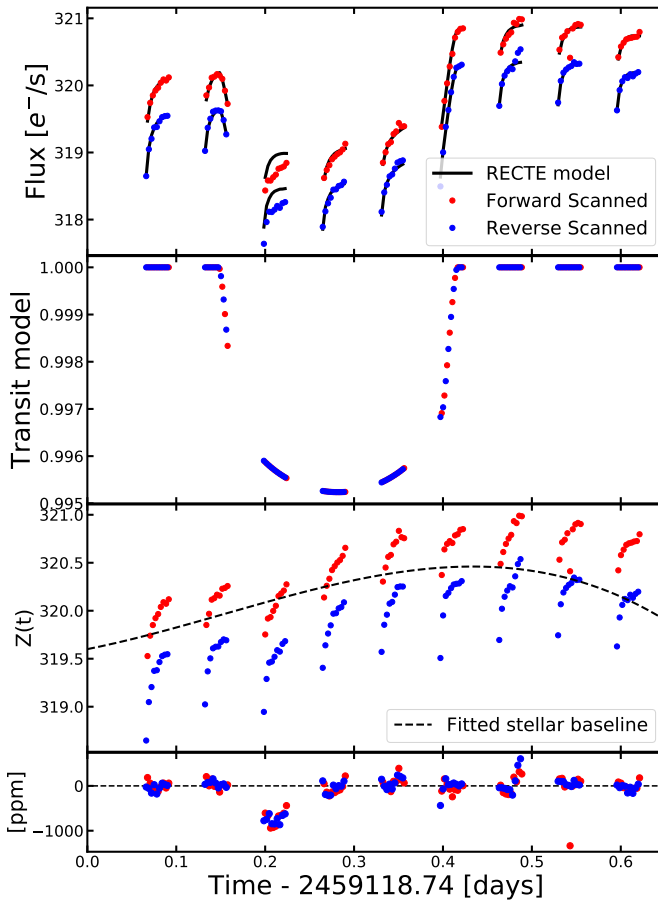 321
320
319
318
Flux [e⁻/s]
RECTE model
Forward Scanned
Reverse Scanned
1.000
0.999
0.998
0.997
0.996
0.995
Transit model
321.0
320.5
320.0
319.5
319.0
Z(t)
Fitted stellar baseline
0
−1000
[ppm]
0.0 0.1 0.2 0.3 0.4 0.5 0.6
Time - 2459118.74 [days]